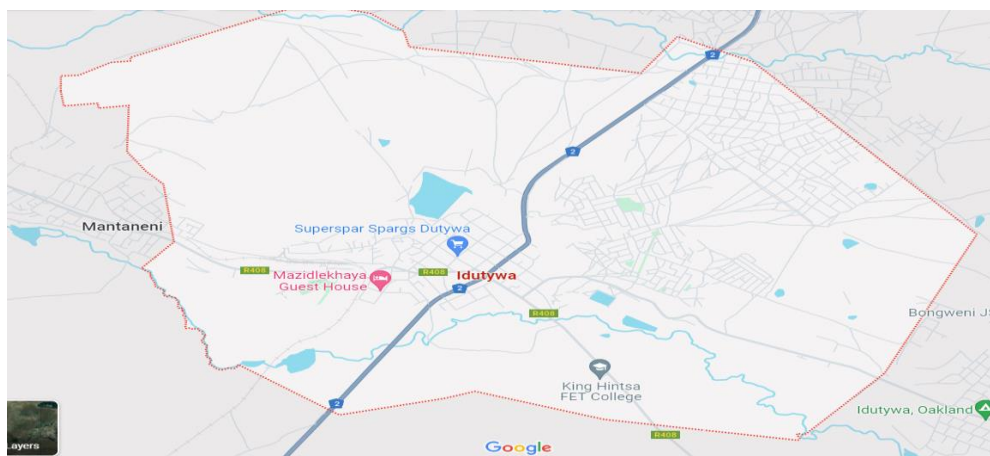 2
2
Mantaneni
Superspar Spargs Dutywa
R408
Mazidlekhaya
Guest House
R408
Idutywa
2
R408
Bongweni JS
King Hintsa
FET College
2
Idutywa, Oakland
R408
Layers
Google